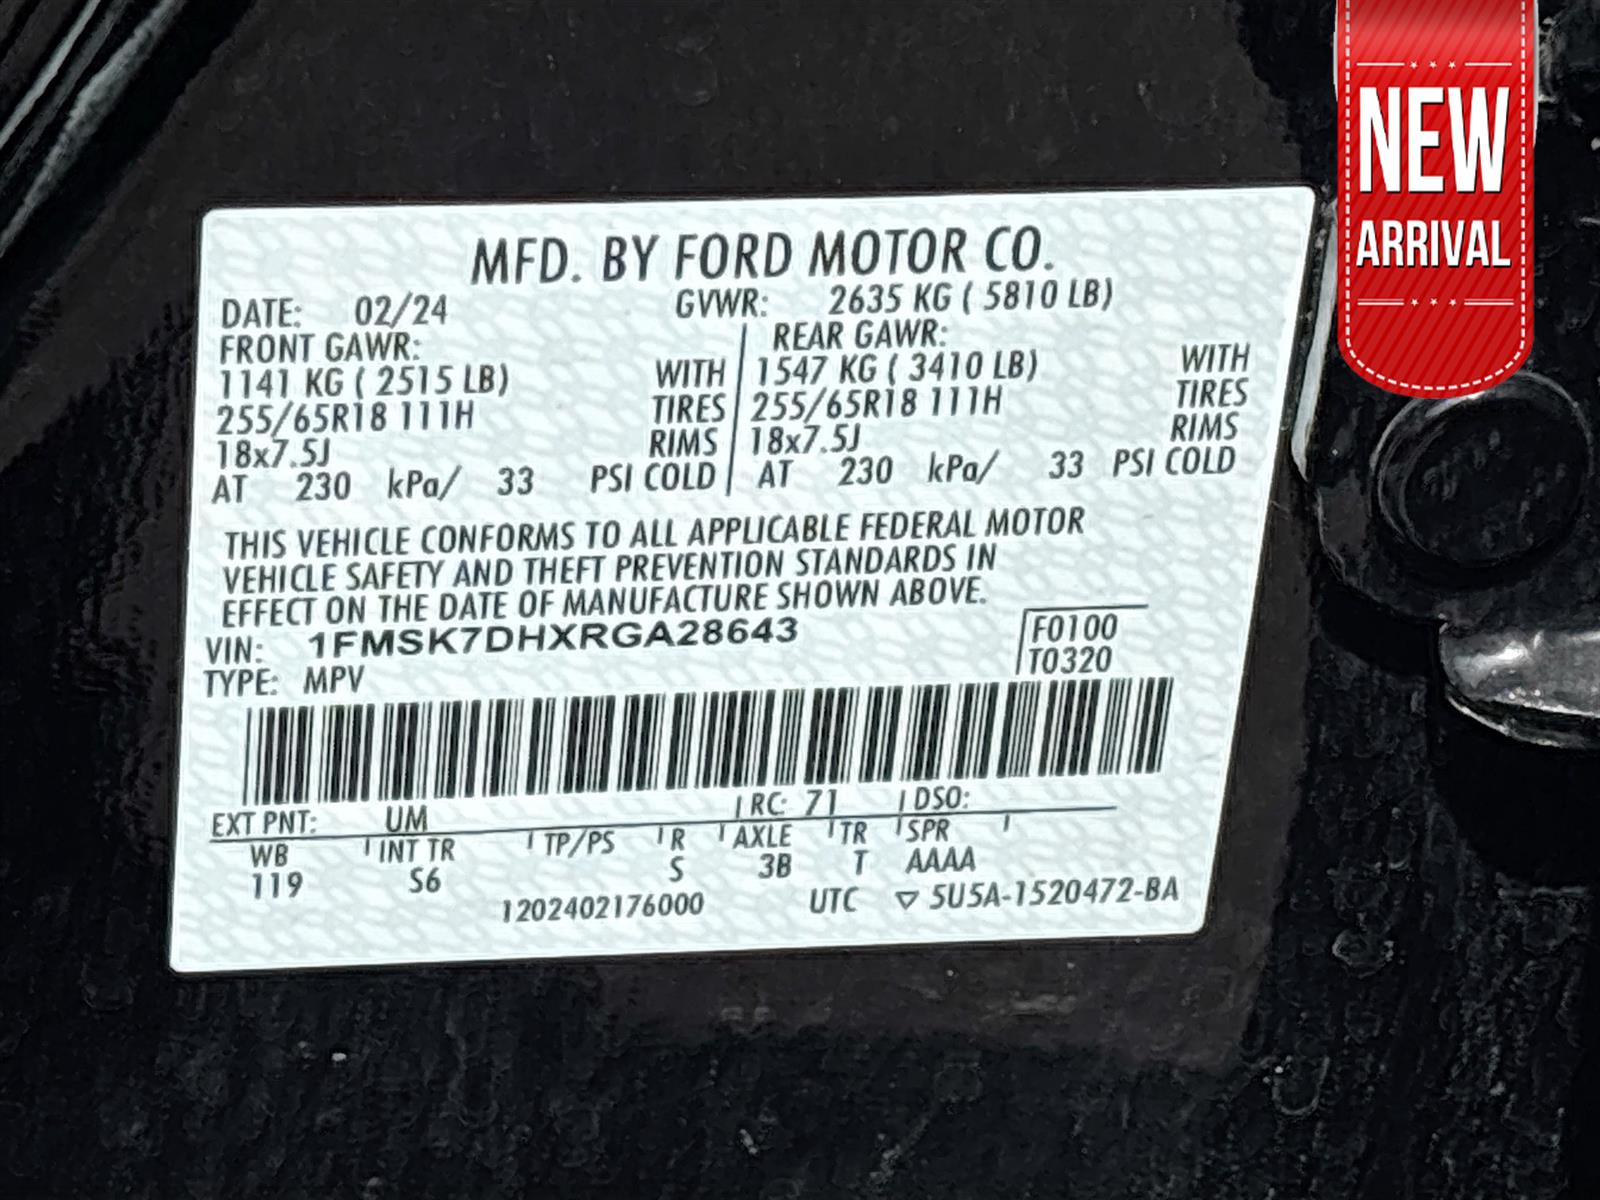 NEW
ARRIVAL
MFD. BY FORD MOTOR CO.
DATE: 02/24 GVWR: 2635 KG ( 5810 LB)
FRONT GAWR: REAR GAWR:
1141 KG ( 2515 LB) WITH 1547 KG ( 3410 LB) WITH
255/65R18 111H TIRES 255/65R18 111H TIRES
18x7.5J RIMS 18x7.5J RIMS
AT 230 kPa/ 33 PSI COLD AT 230 kPa/ 33 PSI COLD
THIS VEHICLE CONFORMS TO ALL APPLICABLE FEDERAL MOTOR
VEHICLE SAFETY AND THEFT PREVENTION STANDARDS IN
EFFECT ON THE DATE OF MANUFACTURE SHOWN ABOVE.
VIN: 1FMSK7DHXRGA28643 F0100
TYPE: MPV T0320
EXT PNT: UM RC: 71 DSO:
WB INT TR TP/PS R AXLE TR SPR
119 S6 S 3B T AAAA
1202402176000 UTC ▽ 5U5A-1520472-BA